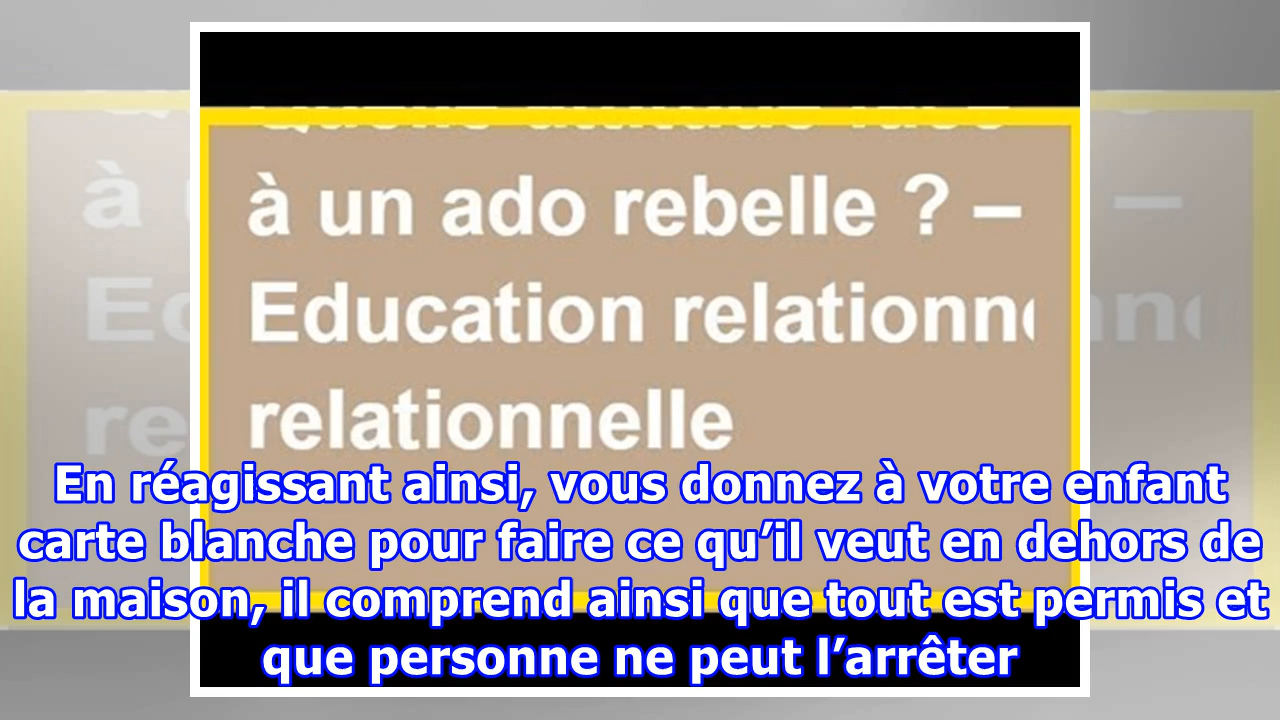 à un ado rebelle ? –
Education relationne
relationnelle
En réagissant ainsi, vous donnez à votre enfant
carte blanche pour faire ce qu’il veut en dehors de
la maison, il comprend ainsi que tout est permis et
que personne ne peut l’arrêter